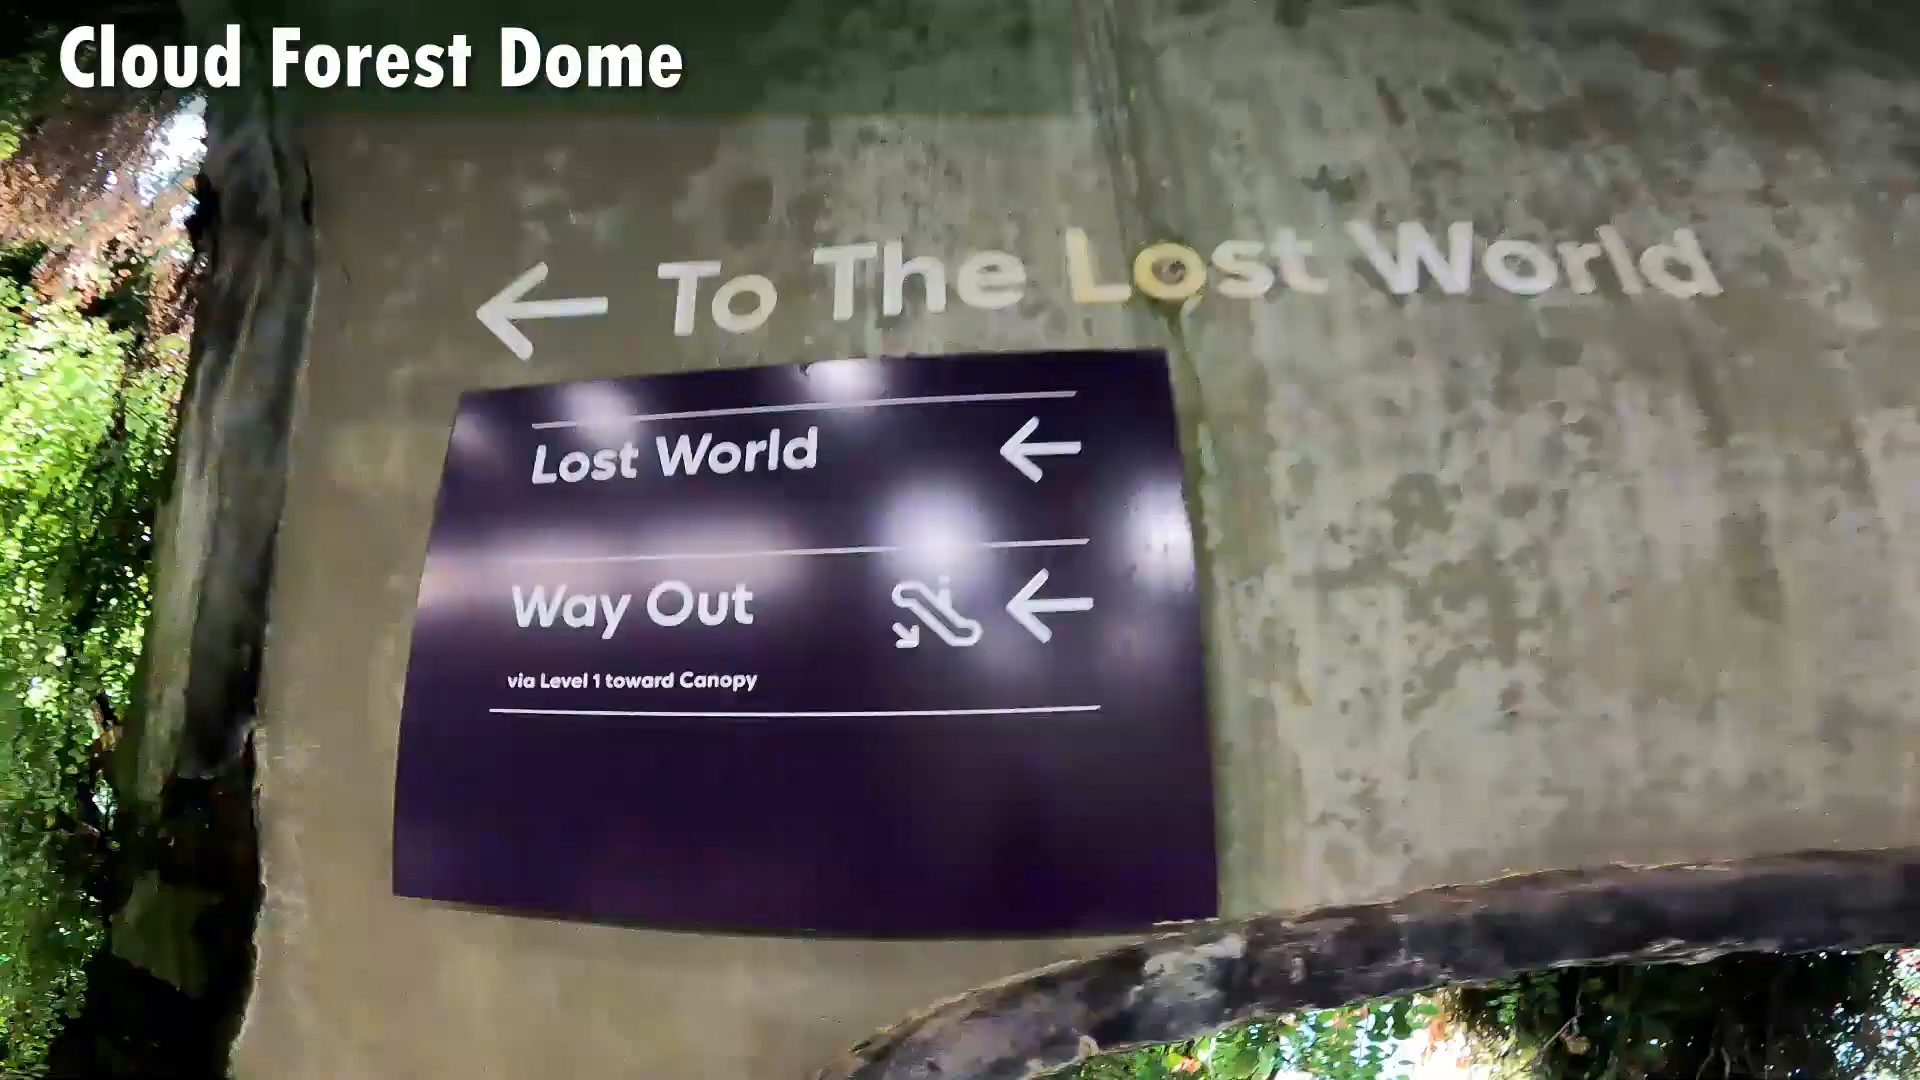 Cloud Forest Dome
To The Lost World
Lost World
Way Out
via Level 1 toward Canopy